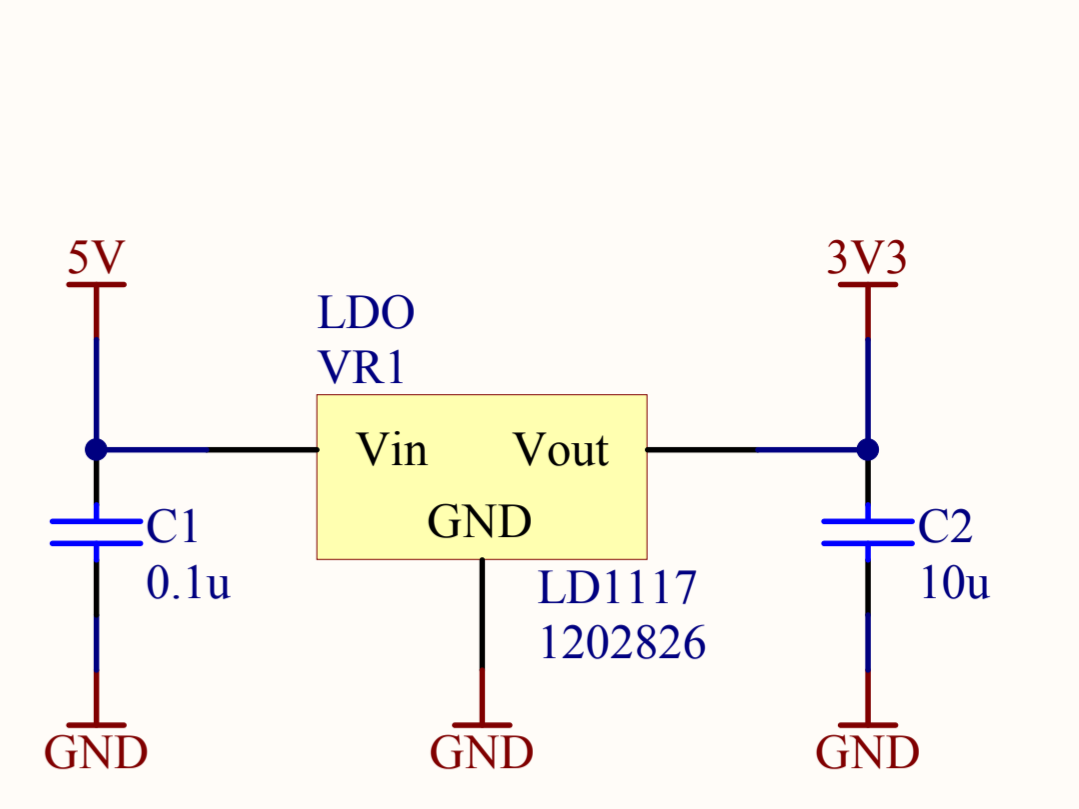 5V
3V3
LDO
VR1
Vin Vout
GND
C1
0.1u
C2
10u
LD1117
1202826
GND
GND
GND